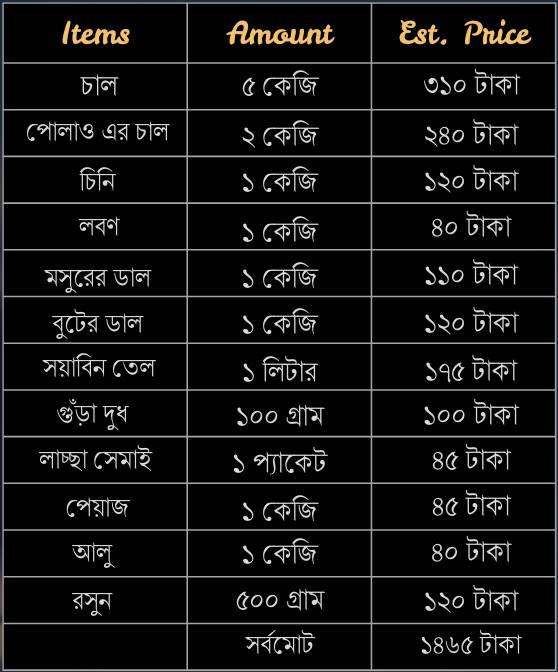 Items Amount Est. Price
চাল ৫ কেজি ৩১০ টাকা
পোলাও এর চাল ২ কেজি ২৪০ টাকা
চিনি ১ কেজি ১২০ টাকা
লবণ ১ কেজি ৪০ টাকা
মসুরের ডাল ১ কেজি ১১০ টাকা
বুটের ডাল ১ কেজি ১২০ টাকা
সয়াবিন তেল ১ লিটার ১৭৫ টাকা
গুঁড়া দুধ ১০০ গ্রাম ১০০ টাকা
লাচ্ছা সেমাই ১ প্যাকেট ৪৫ টাকা
পেয়াজ ১ কেজি ৪৫ টাকা
আলু ১ কেজি ৪০ টাকা
রসুন ৫০০ গ্রাম ১২০ টাকা
সর্বমোট ১৪৬৫ টাকা